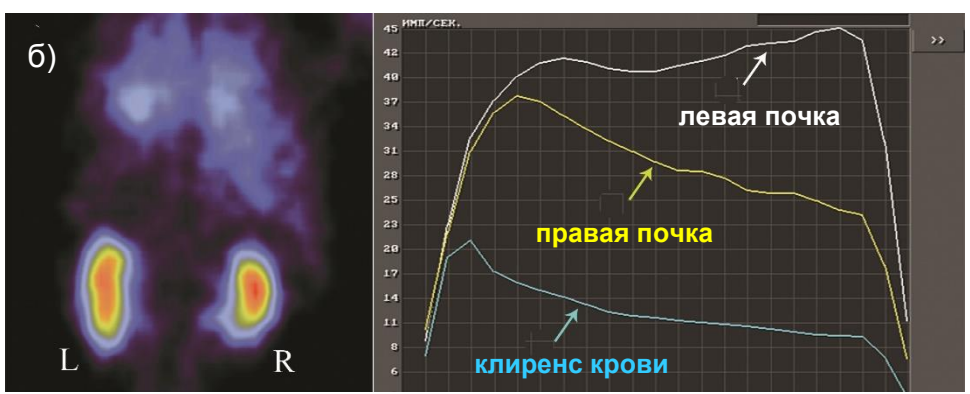 б)
L
R
ИМП/СЕК.
45
42
40
37
34
31
28
25
23
20
17
14
11
8
6
>>
левая почка
правая почка
клиренс крови